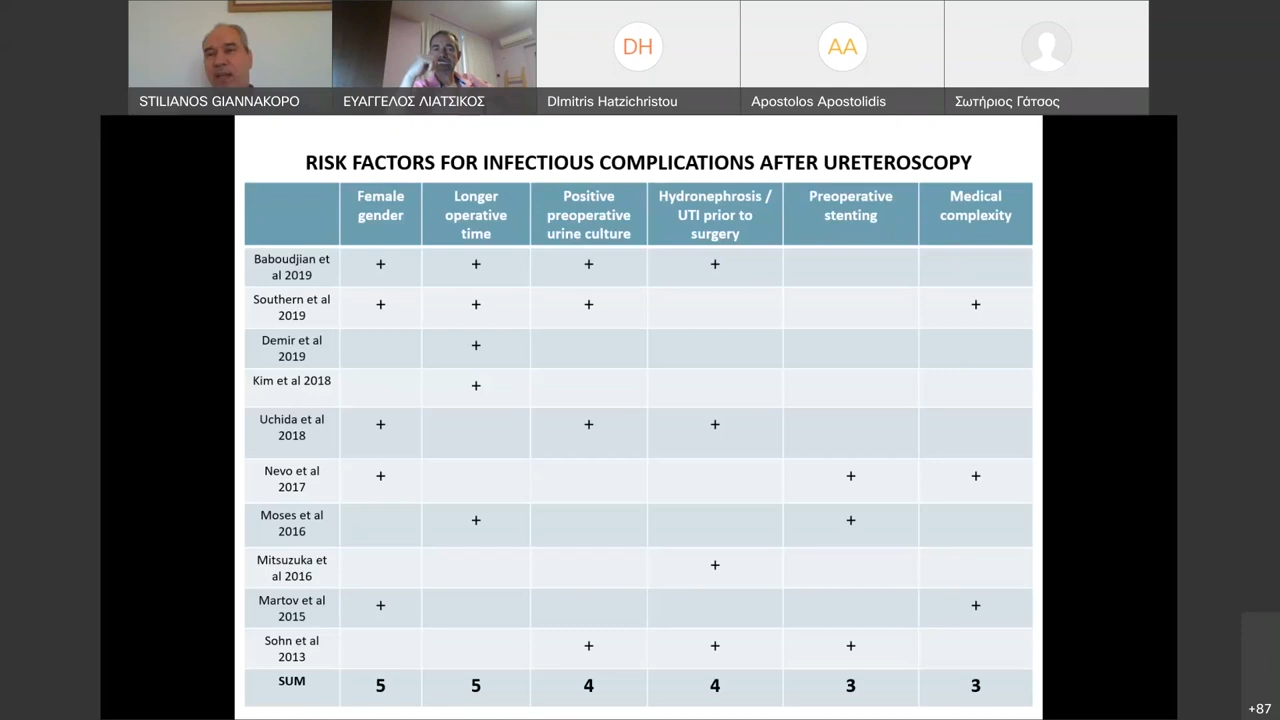 DH
AA
STILIANOS GIANNAKOPO
ΕΥΑΓΓΕΛΟΣ ΛΙΑΤΣΙΚΟΣ
DImitris Hatzichristou
Apostolos Apostolidis
Σωτήριος Γάτσος
RISK FACTORS FOR INFECTIOUS COMPLICATIONS AFTER URETEROSCOPY
Female
gender
Longer
operative
time
Positive
preoperative
urine culture
Hydronephrosis /
UTI prior to
surgery
Preoperative
stenting
Medical
complexity
Baboudjian et
al 2019
+ + + +
Southern et al
2019
+ + + +
Demir et al
2019
+
Kim et al 2018
+
Uchida et al
2018
+ + +
Nevo et al
2017
+ + +
Moses et al
2016
+ +
Mitsuzuka et
al 2016
+
Martov et al
2015
+ +
Sohn et al
2013
+ + +
SUM
5 5 4 4 3 3
+87